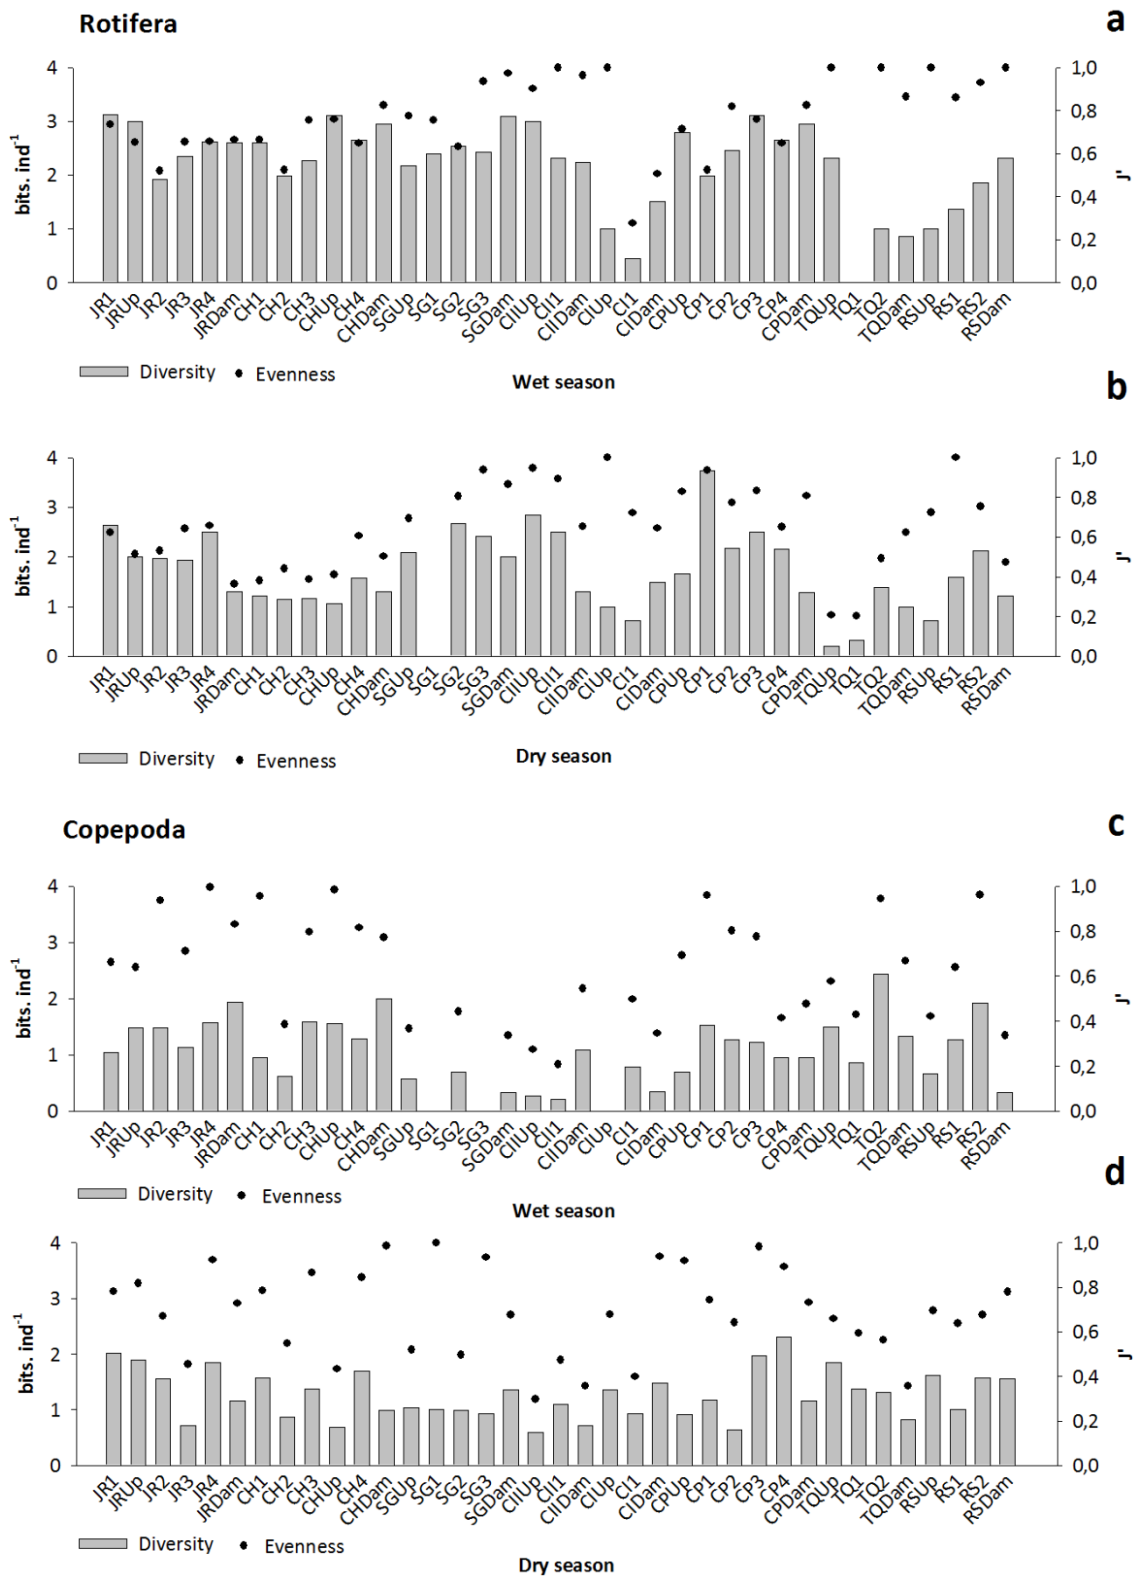 Rotifera
a
4
3
2
1
0
bits. ind-1
1,0
0,8
0,6
0,4
0,2
0,0
J'
JR1 JRUp JR2 JR3 JR4 JRDam CH1 CH2 CH3 CHUp CH4 CHDam SGUp SG1 SG2 SG3 SGDam CIIUp CII1 CIIDam CIUp CI1 CIDam CPUp CP1 CP2 CP3 CP4 CPDam TQUp TQ1 TQ2 TQDam RSUp RS1 RS2 RSDam
Diversity Evenness
Wet season
b
4
3
2
1
0
bits. ind-1
1,0
0,8
0,6
0,4
0,2
0,0
J'
JR1 JRUp JR2 JR3 JR4 JRDam CH1 CH2 CH3 CHUp CH4 CHDam SGUp SG1 SG2 SG3 SGDam CIIUp CII1 CIIDam CIUp CI1 CIDam CPUp CP1 CP2 CP3 CP4 CPDam TQUp TQ1 TQ2 TQDam RSUp RS1 RS2 RSDam
Diversity Evenness
Dry season
Copepoda
c
4
3
2
1
0
bits. ind-1
1,0
0,8
0,6
0,4
0,2
0,0
J'
JR1 JRUp JR2 JR3 JR4 JRDam CH1 CH2 CH3 CHUp CH4 CHDam SGUp SG1 SG2 SG3 SGDam CIIUp CII1 CIIDam CIUp CI1 CIDam CPUp CP1 CP2 CP3 CP4 CPDam TQUp TQ1 TQ2 TQDam RSUp RS1 RS2 RSDam
Diversity Evenness
Wet season
d
4
3
2
1
0
bits. ind-1
1,0
0,8
0,6
0,4
0,2
0,0
J'
JR1 JRUp JR2 JR3 JR4 JRDam CH1 CH2 CH3 CHUp CH4 CHDam SGUp SG1 SG2 SG3 SGDam CIIUp CII1 CIIDam CIUp CI1 CIDam CPUp CP1 CP2 CP3 CP4 CPDam TQUp TQ1 TQ2 TQDam RSUp RS1 RS2 RSDam
Diversity Evenness
Dry season